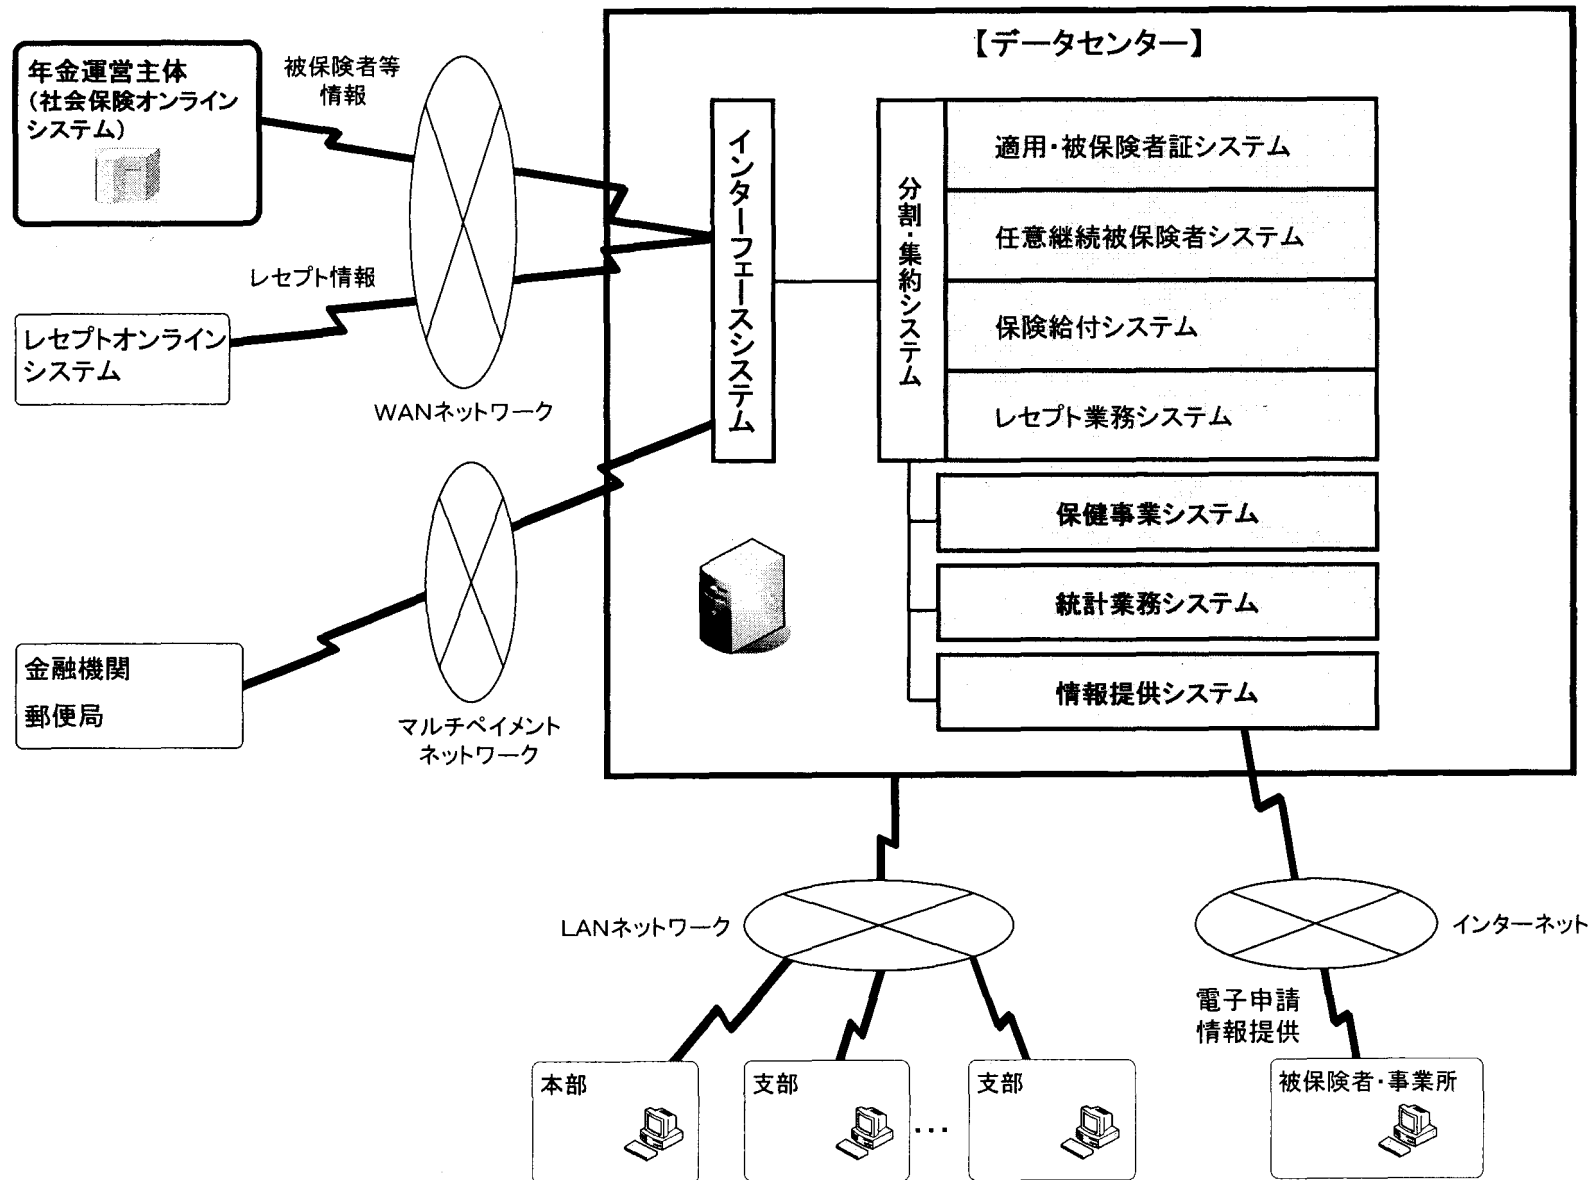 【データセンター】
年金運営主体
(社会保険オンライン
システム)
被保険者等
情報
レセプト情報
レセプトオンライン
システム
WANネットワーク
インターフェースシステム
分割・集約システム
適用・被保険者証システム
任意継続被保険者システム
保険給付システム
レセプト業務システム
保健事業システム
統計業務システム
情報提供システム
金融機関
郵便局
マルチペイメント
ネットワーク
LANネットワーク
インターネット
電子申請
情報提供
本部
支部
…
支部
被保険者・事業所